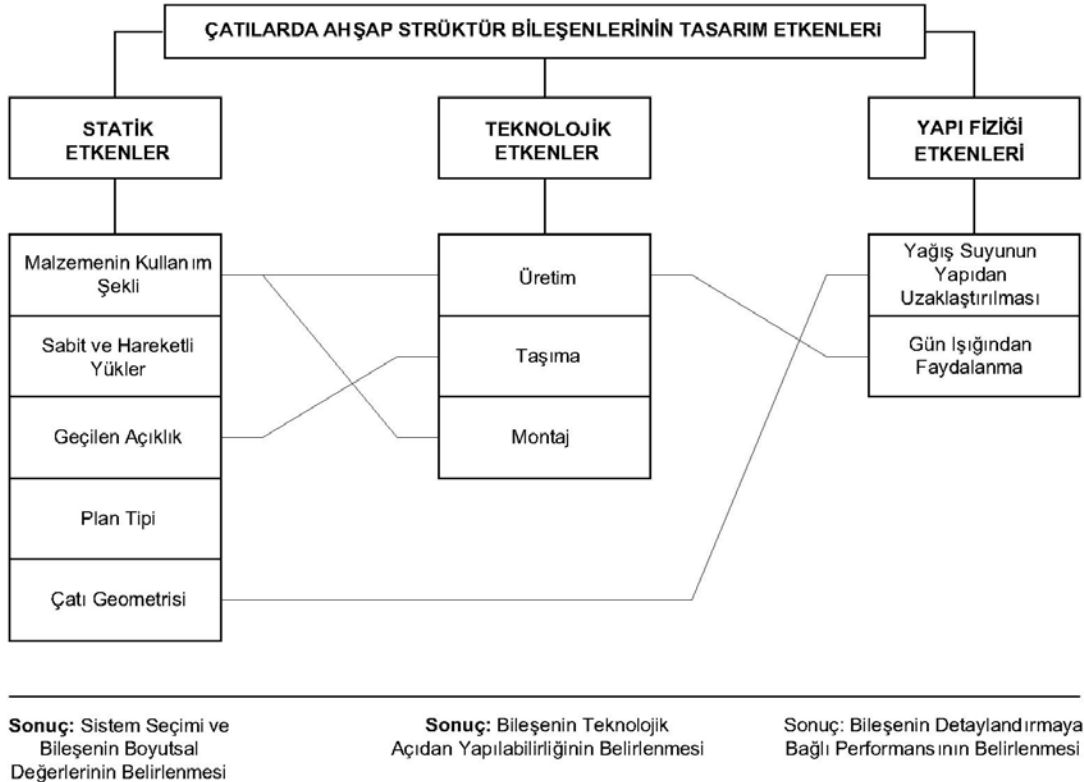 ÇATILARDA AHŞAP STRÜKTÜR BİLEŞENLERİNİN TASARIM ETKENLERi
STATİK
ETKENLER
Malzemenin Kullanım
Şekli
Sabit ve Hareketli
Yükler
Geçilen Açıklık
Plan Tipi
Çatı Geometrisi
TEKNOLOJİK
ETKENLER
Üretim
Taşıma
Montaj
YAPI FİZİĞİ
ETKENLERİ
Yağış Suyunun
Yapıdan
Uzaklaştırılması
Gün Işığından
Faydalanma
Sonuç: Sistem Seçimi ve
Bileşenin Boyutsal
Değerlerinin Belirlenmesi
Sonuç: Bileşenin Teknolojik
Açıdan Yapılabilirliğinin Belirlenmesi
Sonuç: Bileşenin Detaylandırmaya
Bağlı Performansının Belirlenmesi